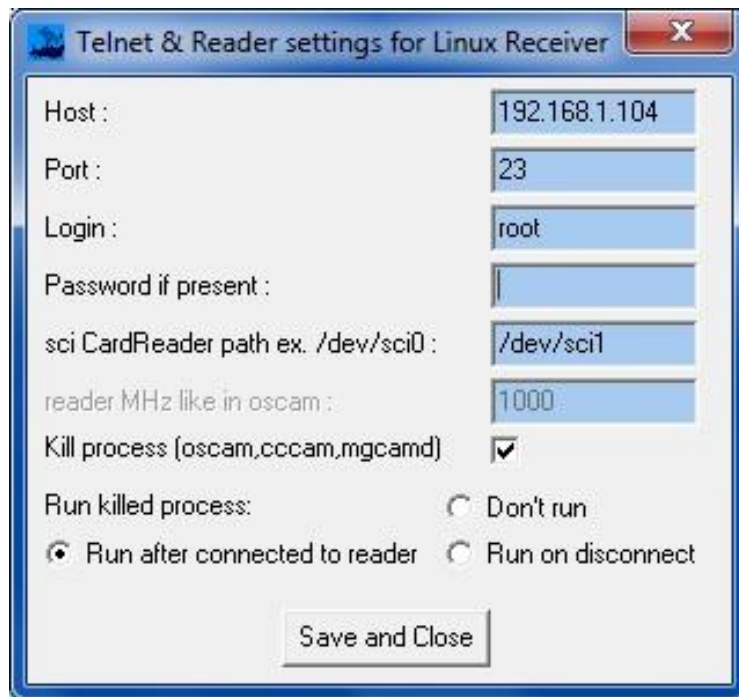 Telnet & Reader settings for Linux Receiver
Host : 192.168.1.104
Port : 23
Login : root
Password if present :
sci CardReader path ex. /dev/sci0 : /dev/sci1
reader MHz like in oscam : 1000
Kill process (oscam,cccam,mgcamd)
Run killed process: Don't run
Run after connected to reader Run on disconnect
Save and Close